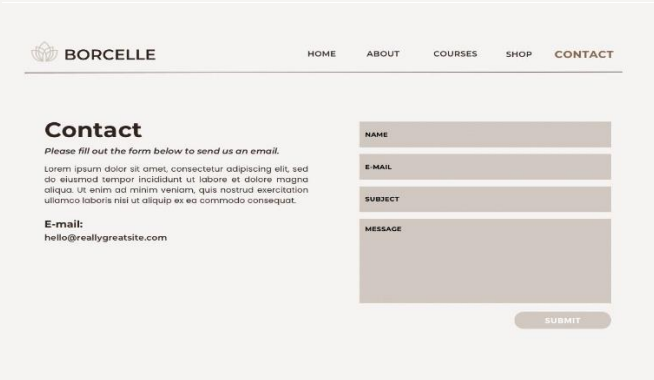 BORCELLE
HOME ABOUT COURSES SHOP CONTACT
Contact
Please fill out the form below to send us an email.
Lorem ipsum dolor sit amet, consectetur adipiscing elit, sed
do eiusmod tempor incididunt ut labore et dolore magna
aliqua. Ut enim ad minim veniam, quis nostrud exercitation
ullamco laboris nisi ut aliquip ex ea commodo consequat.
E-mail:
hello@reallygreatsite.com
NAME
E-MAIL
SUBJECT
MESSAGE
SUBMIT